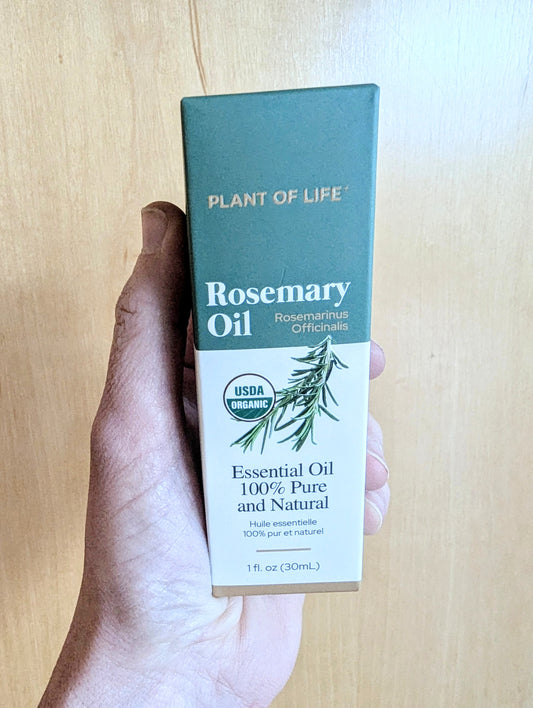 PLANT OF LIFE
Rosemary
Oil
Rosemarinus
Officinalis
USDA
ORGANIC
Essential Oil
100% Pure
and Natural
Huile essentielle
100% pur et naturel
1 fl. oz (30mL)